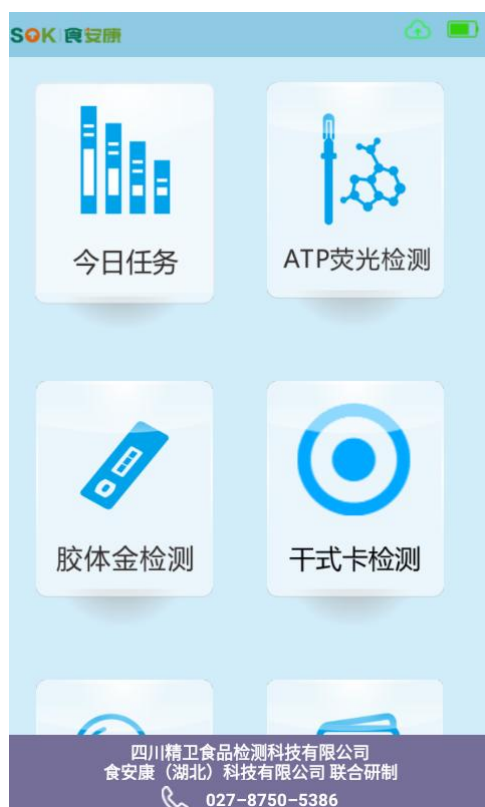 SOK 食安康
今日任务
ATP荧光检测
胶体金检测
干式卡检测
四川精卫食品检测科技有限公司
食安康（湖北）科技有限公司 联合研制
027-8750-5386